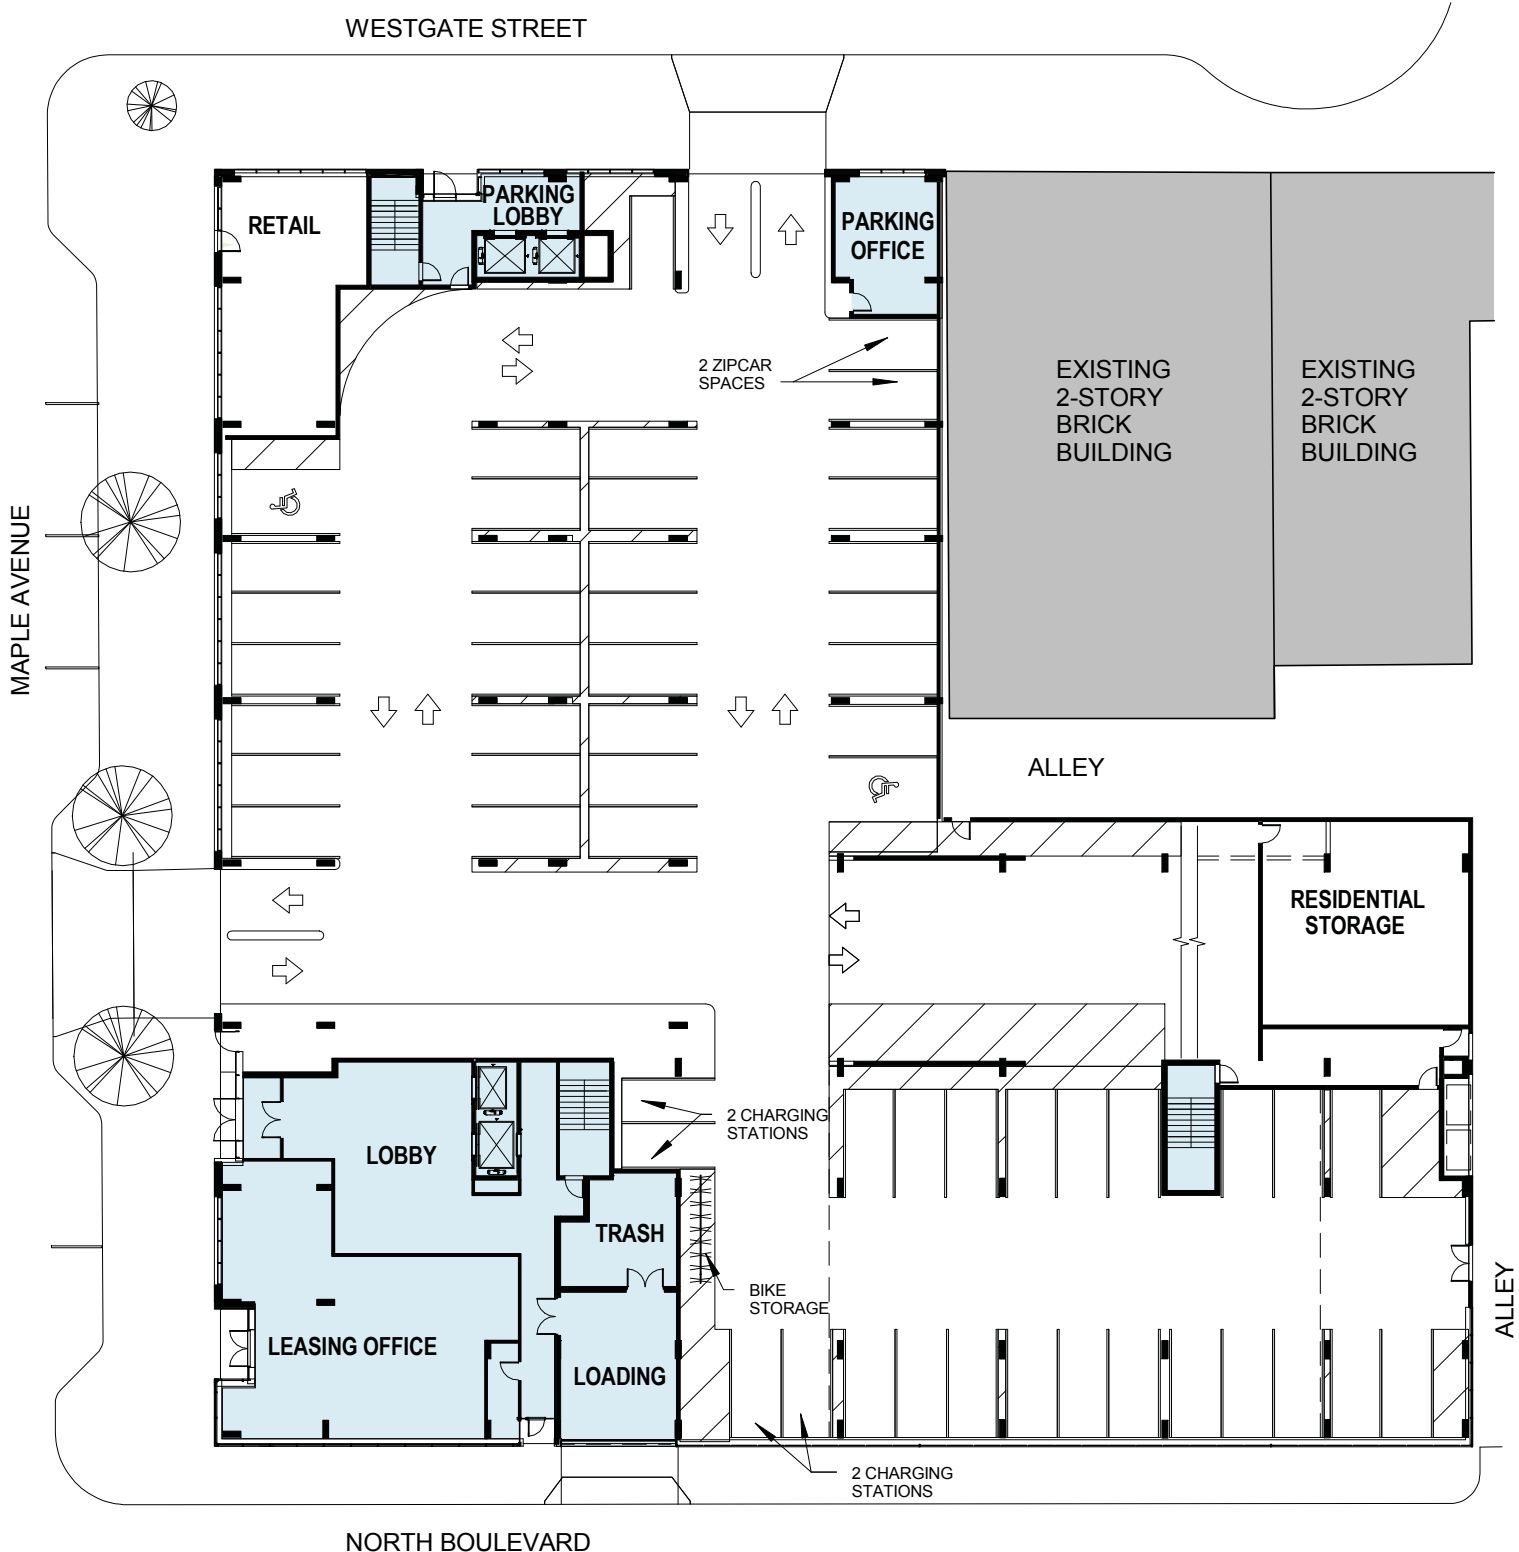 WESTGATE STREET
RETAIL
PARKING
LOBBY
PARKING
OFFICE
2 ZIPCAR
SPACES
EXISTING
2-STORY
BRICK
BUILDING
EXISTING
2-STORY
BRICK
BUILDING
MAPLE AVENUE
ALLEY
RESIDENTIAL
STORAGE
2 CHARGING
STATIONS
LOBBY
TRASH
BIKE
STORAGE
ALLEY
LEASING OFFICE
LOADING
2 CHARGING
STATIONS
NORTH BOULEVARD